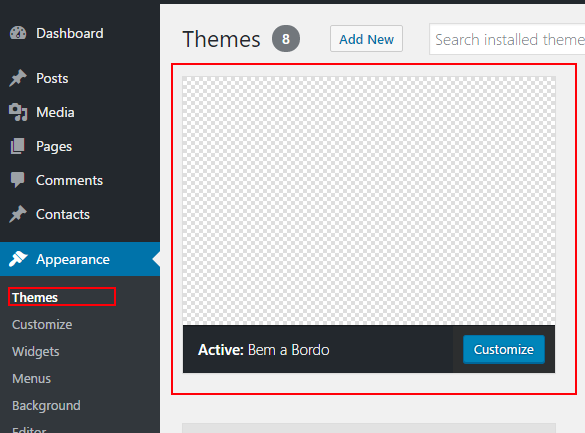 Dashboard
Posts
Media
Pages
Comments
Contacts
Appearance
Themes
Customize
Widgets
Menus
Background
Editor
Themes 8 Add New Search installed theme
Active: Bem a Bordo Customize